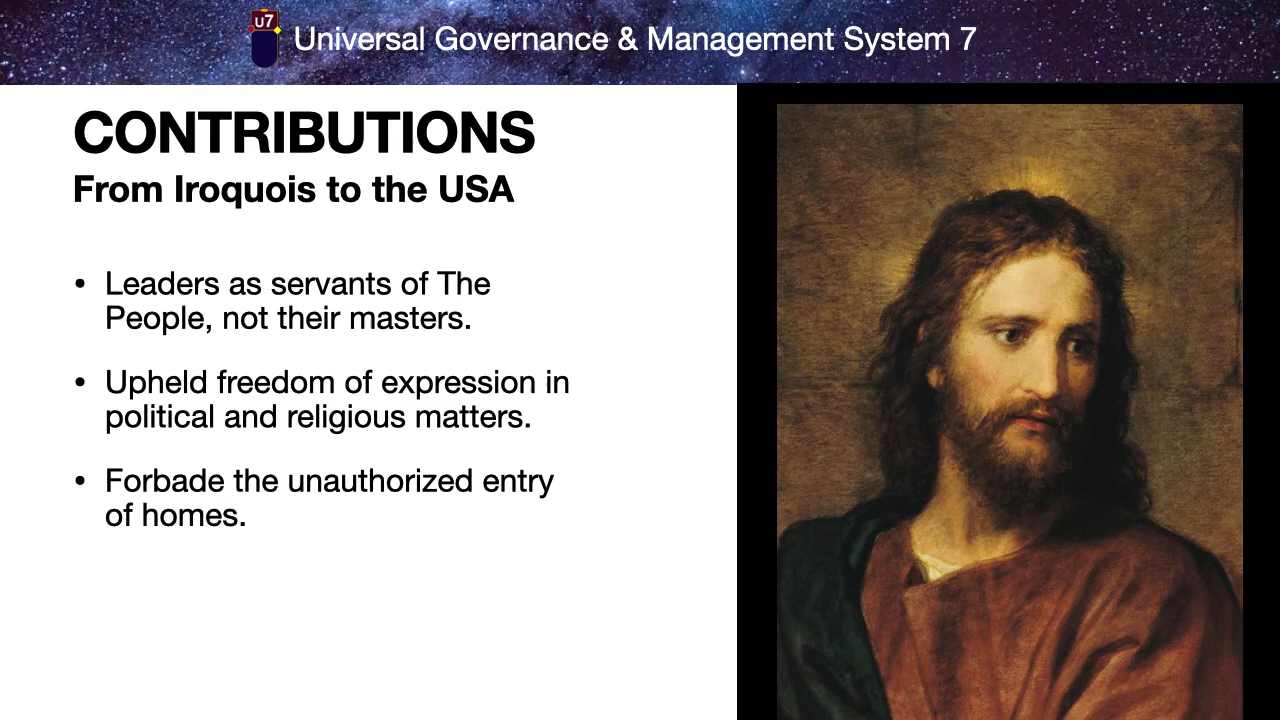 U7
Universal Governance & Management System 7
CONTRIBUTIONS
From Iroquois to the USA
• Leaders as servants of The
People, not their masters.
• Upheld freedom of expression in
political and religious matters.
• Forbade the unauthorized entry
of homes.